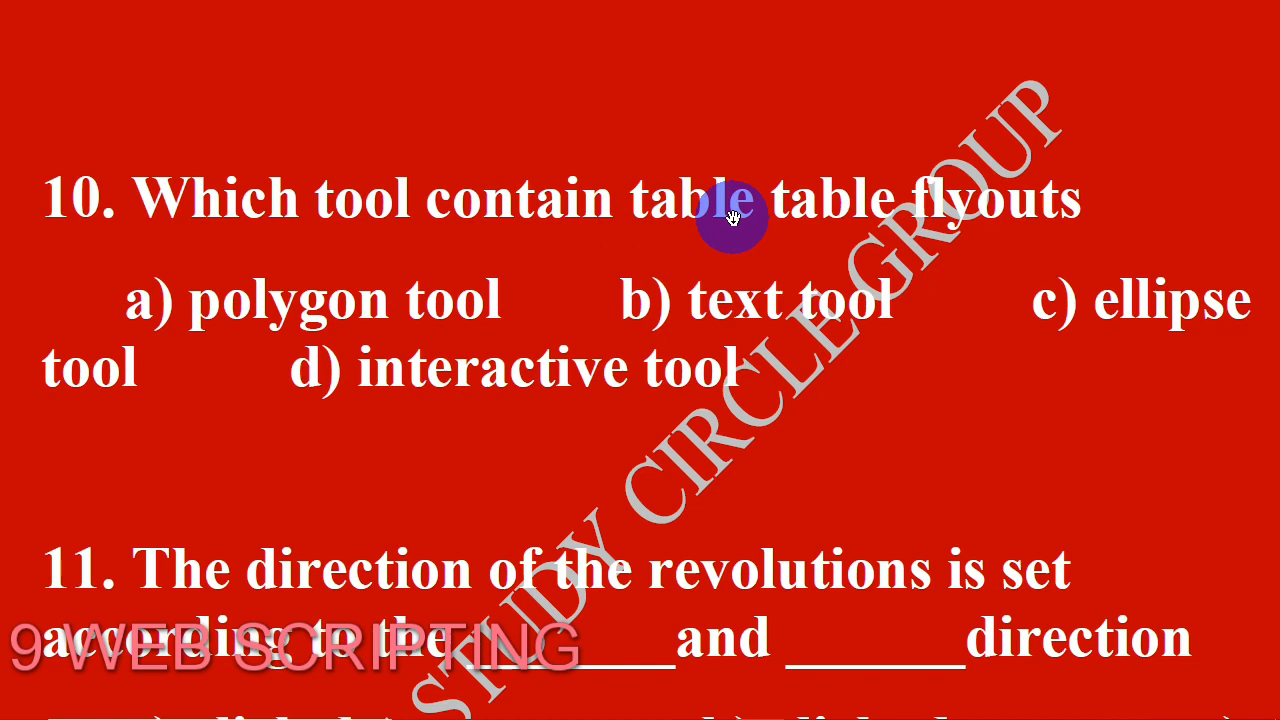 10. Which tool contain table table flyouts
a) polygon tool b) text tool c) ellipse
tool d) interactive tool
11. The direction of the revolutions is set
according to the _______and ______direction
9 WEB SCRIPTING
STUDY CIRCLE GROUP